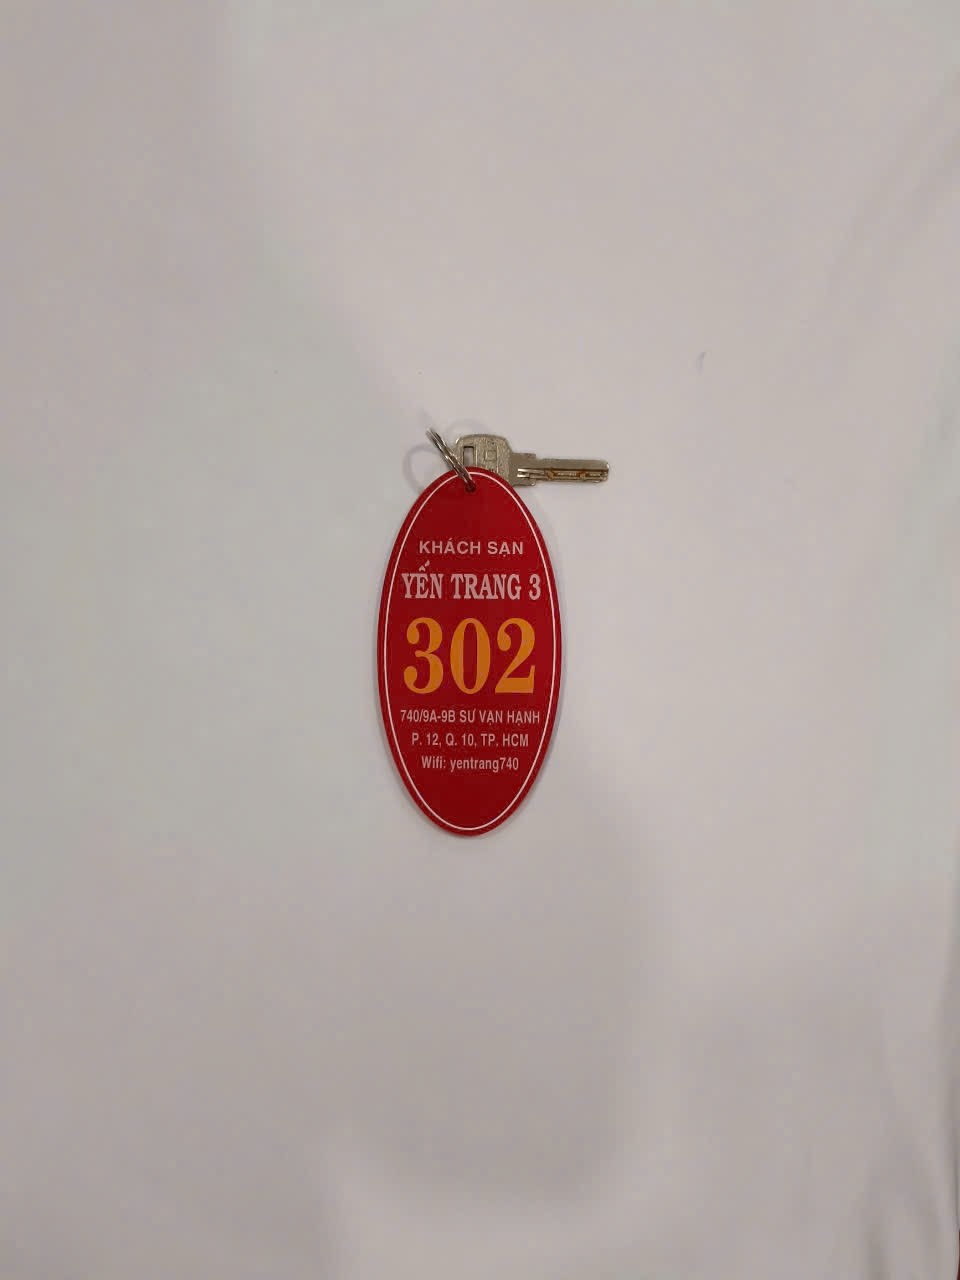 KHÁCH SẠN
YẾN TRANG 3
302
740/9A-9B SƯ VẠN HẠNH
P. 12, Q. 10, TP. HCM
Wifi: yentrang740